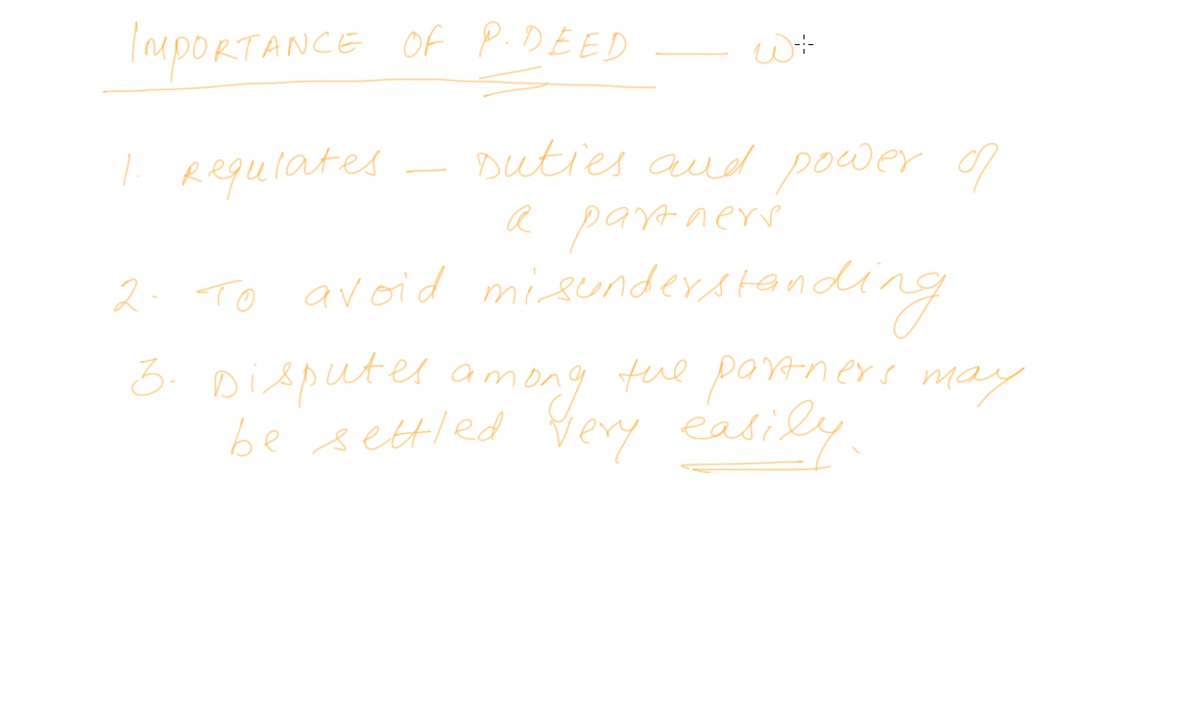 IMPORTANCE OF P. DEED — W
1. Regulates — Duties and power of
a partners
2. To avoid misunderstanding
3. Disputes among the partners may
be settled very easily.